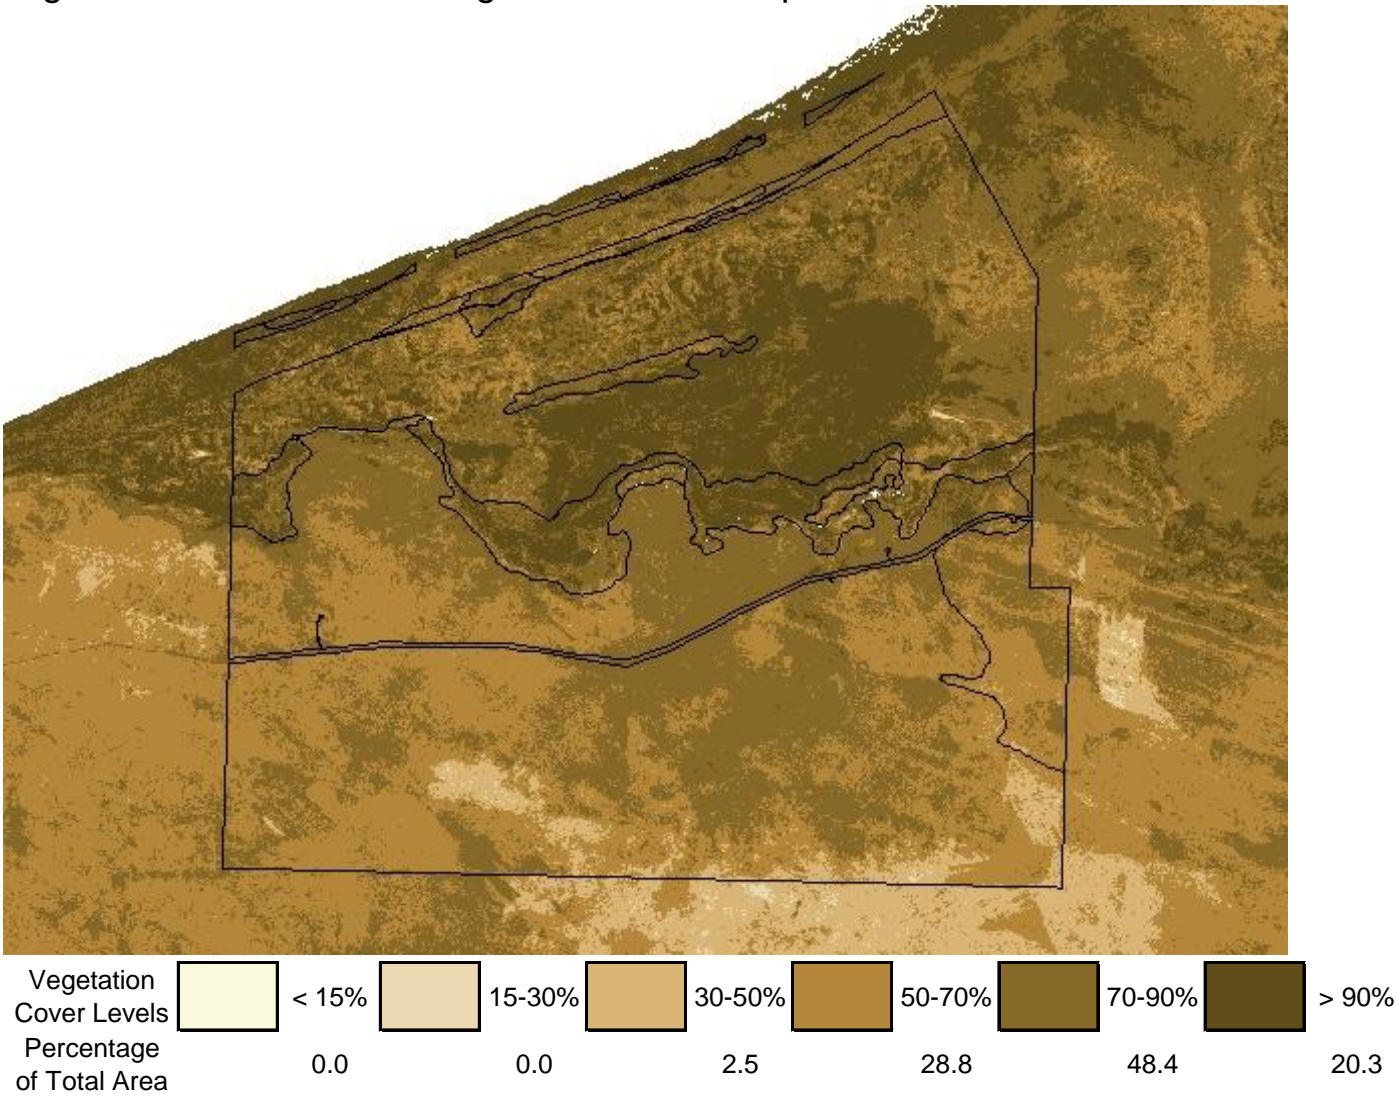 Vegetation
Cover Levels
< 15% 15-30% 30-50% 50-70% 70-90% > 90%
Percentage
of Total Area
0.0 0.0 2.5 28.8 48.4 20.3